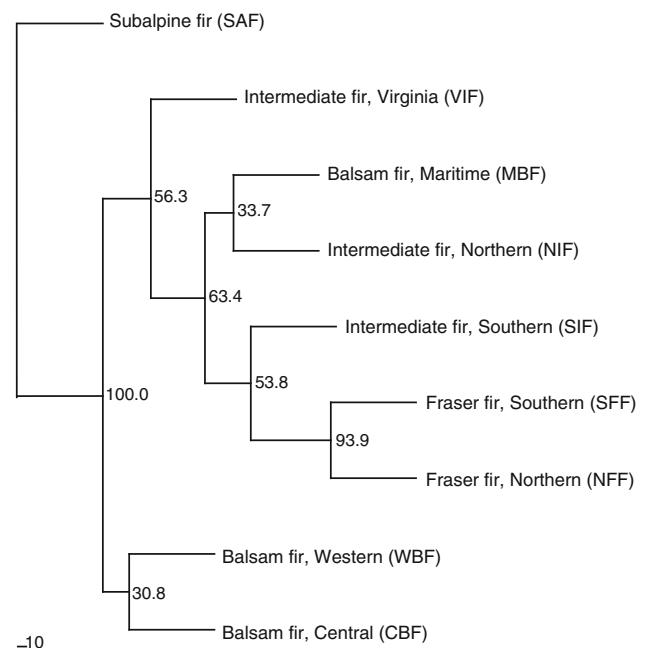 Subalpine fir (SAF)
Intermediate fir, Virginia (VIF)
Balsam fir, Maritime (MBF)
56.3
33.7
Intermediate fir, Northern (NIF)
63.4
Intermediate fir, Southern (SIF)
53.8
100.0
Fraser fir, Southern (SFF)
93.9
Fraser fir, Northern (NFF)
Balsam fir, Western (WBF)
30.8
Balsam fir, Central (CBF)
10